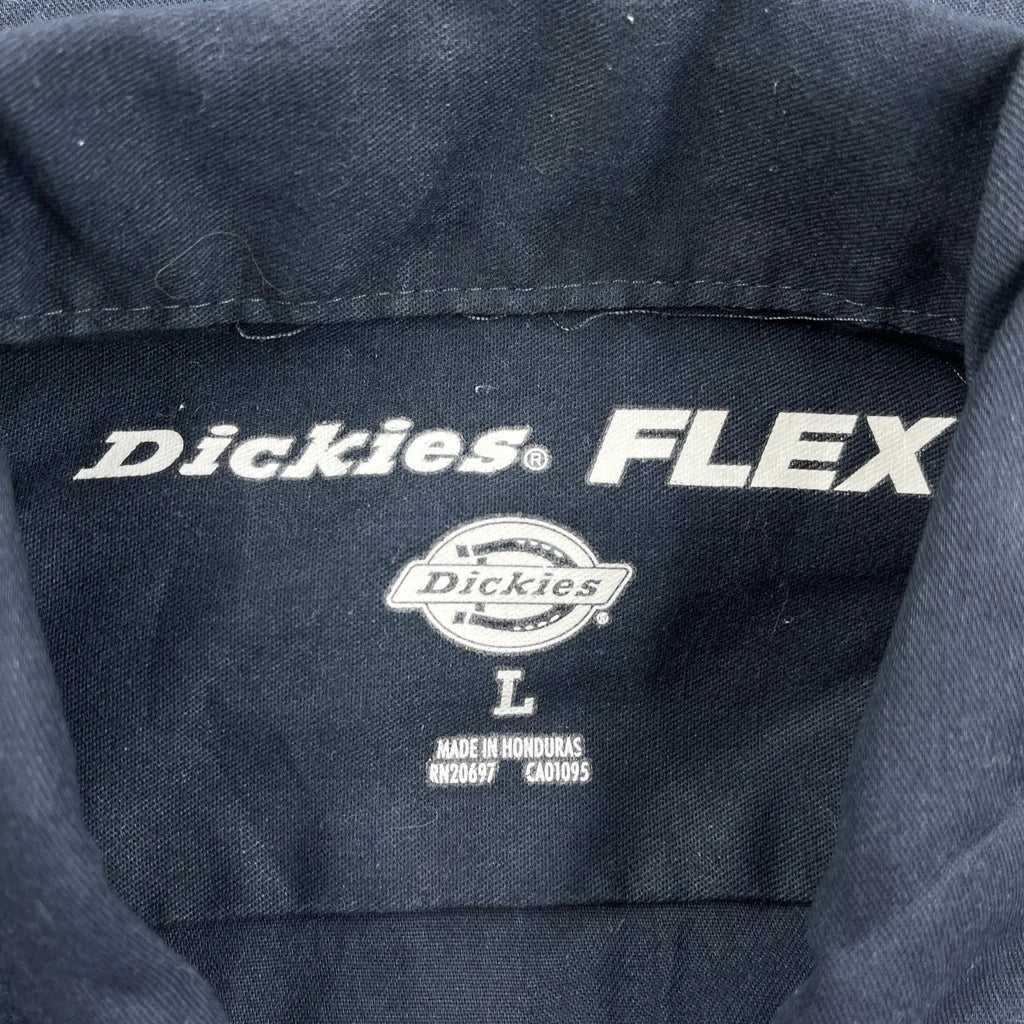 Dickies® FLEX
Dickies®
L
MADE IN HONDURAS
RN20697 CA01095